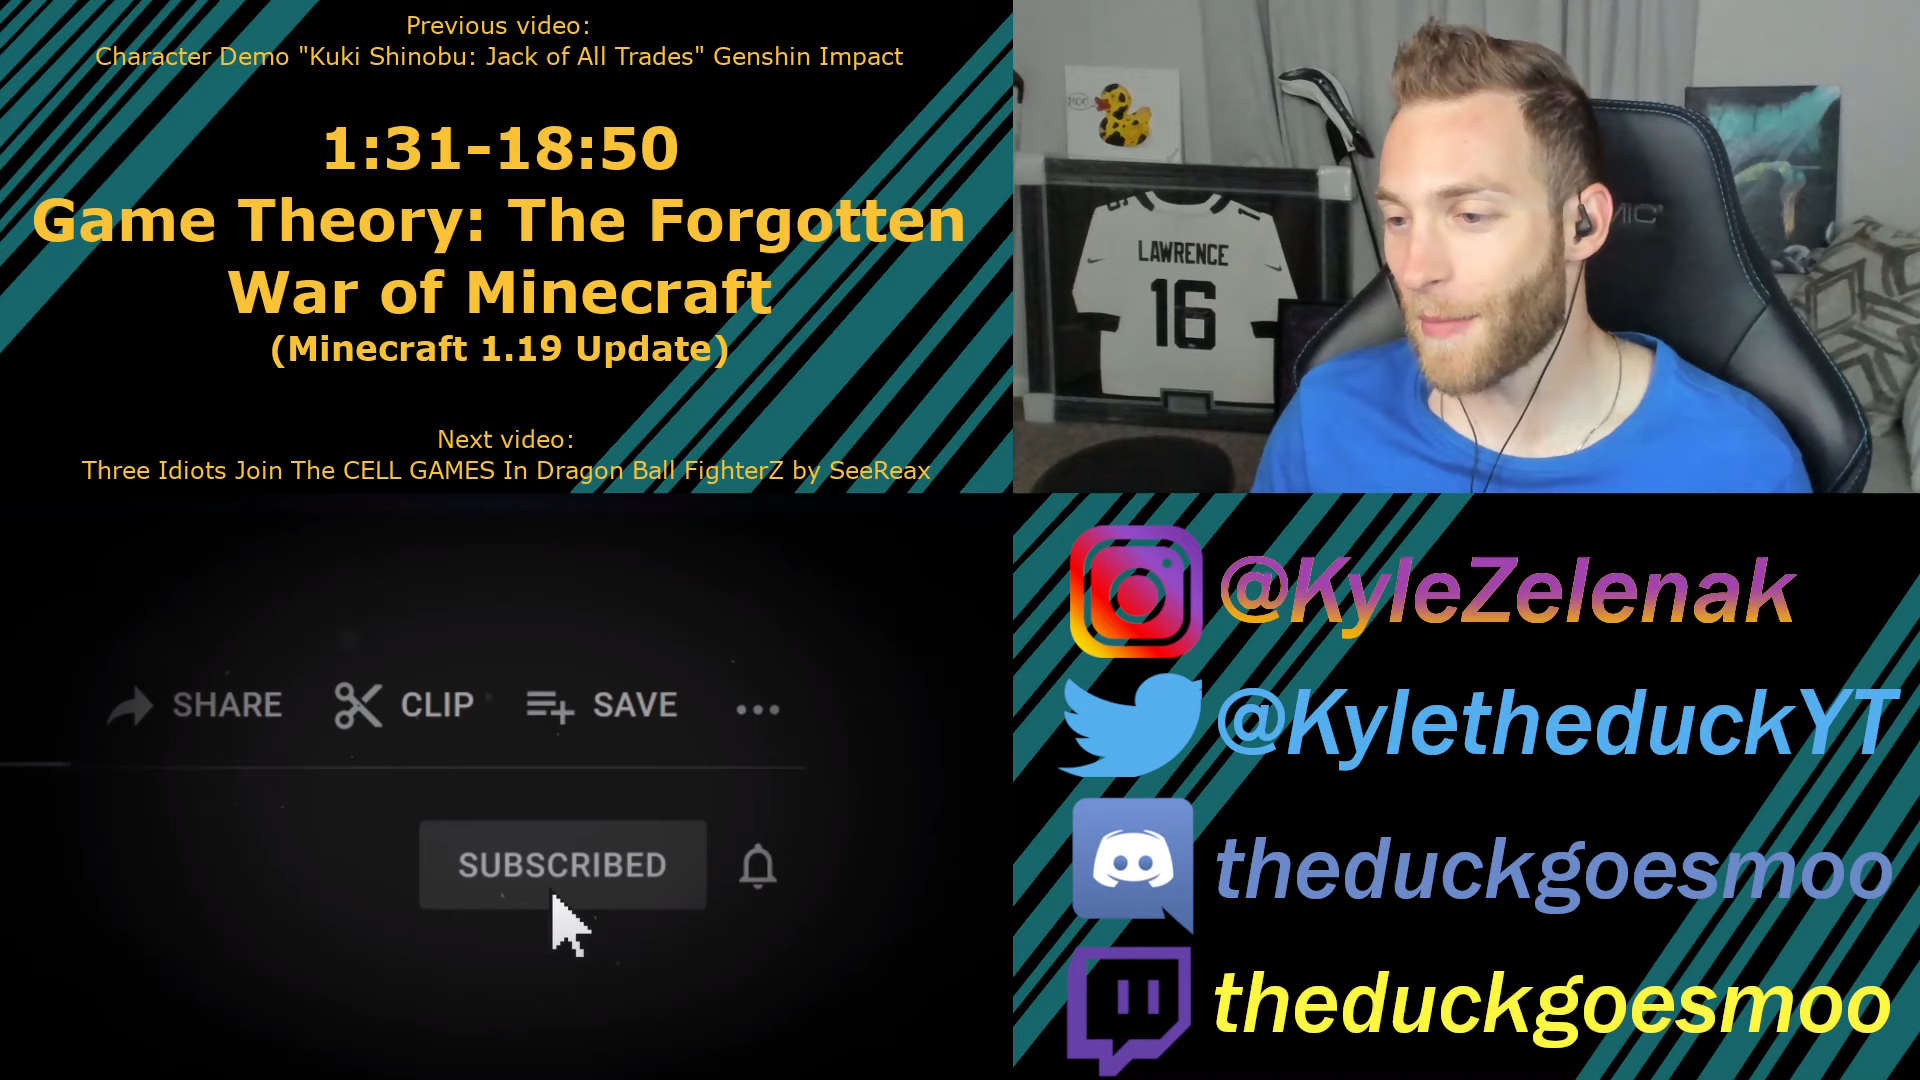 Previous video:
Character Demo "Kuki Shinobu: Jack of All Trades" Genshin Impact
1:31-18:50
Game Theory: The Forgotten
War of Minecraft
(Minecraft 1.19 Update)
Next video:
Three Idiots Join The CELL GAMES In Dragon Ball FighterZ by SeeReax
MOO
LAWRENCE
16
SHARE CLIP SAVE
SUBSCRIBED
@KyleZelenak
@KyletheduckYT
theduckgoesmoo
theduckgoesmoo